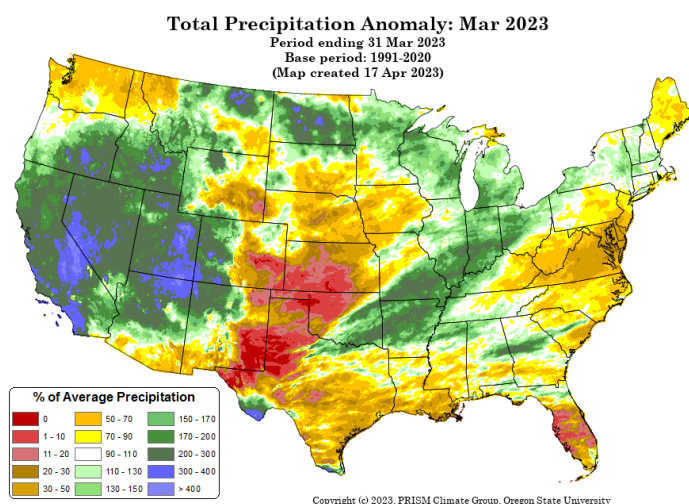 Total Precipitation Anomaly: Mar 2023
Period ending 31 Mar 2023
Base period: 1991-2020
(Map created 17 Apr 2023)
% of Average Precipitation
0 50 - 70 150 - 170
1 - 10 70 - 90 170 - 200
11 - 20 90 - 110 200 - 300
20 - 30 110 - 130 300 - 400
30 - 50 130 - 150 > 400
Copyright (c) 2023, PRISM Climate Group, Oregon State University